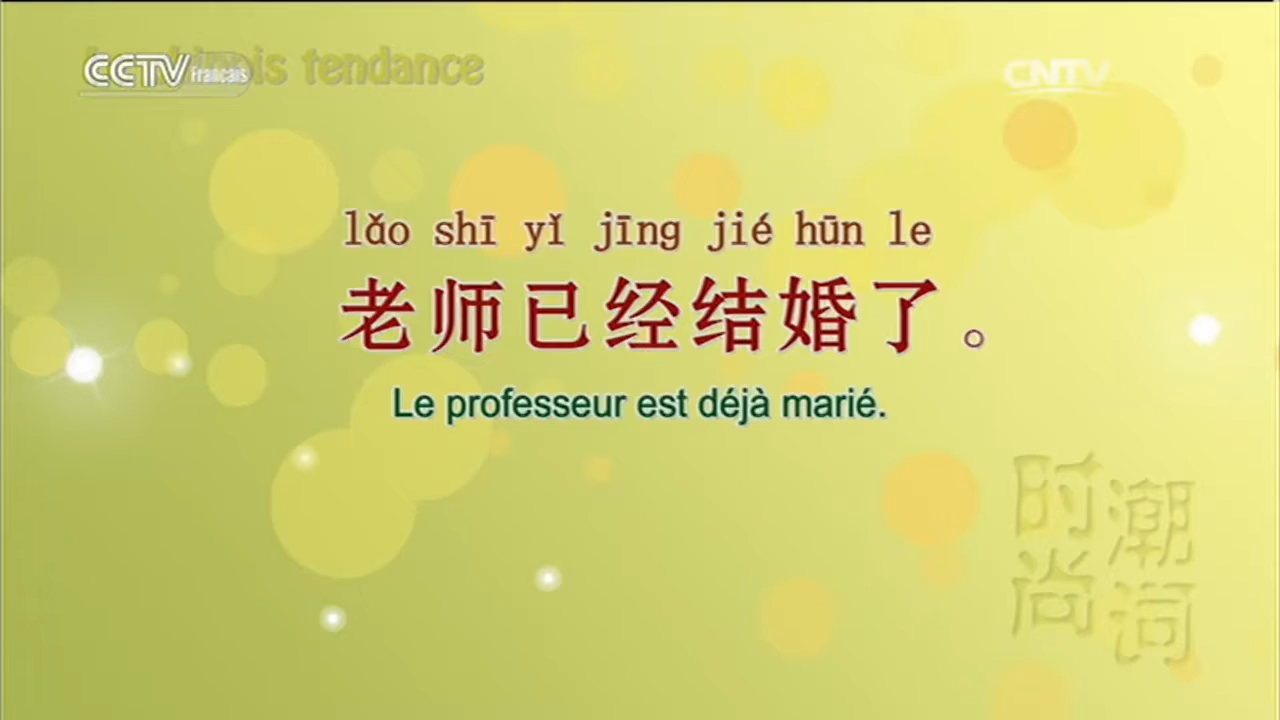 CCTV Français
tendance
CNTV
lǎo shī yǐ jīng jié hūn le
老师已经结婚了。
Le professeur est déjà marié.
时尚
潮词